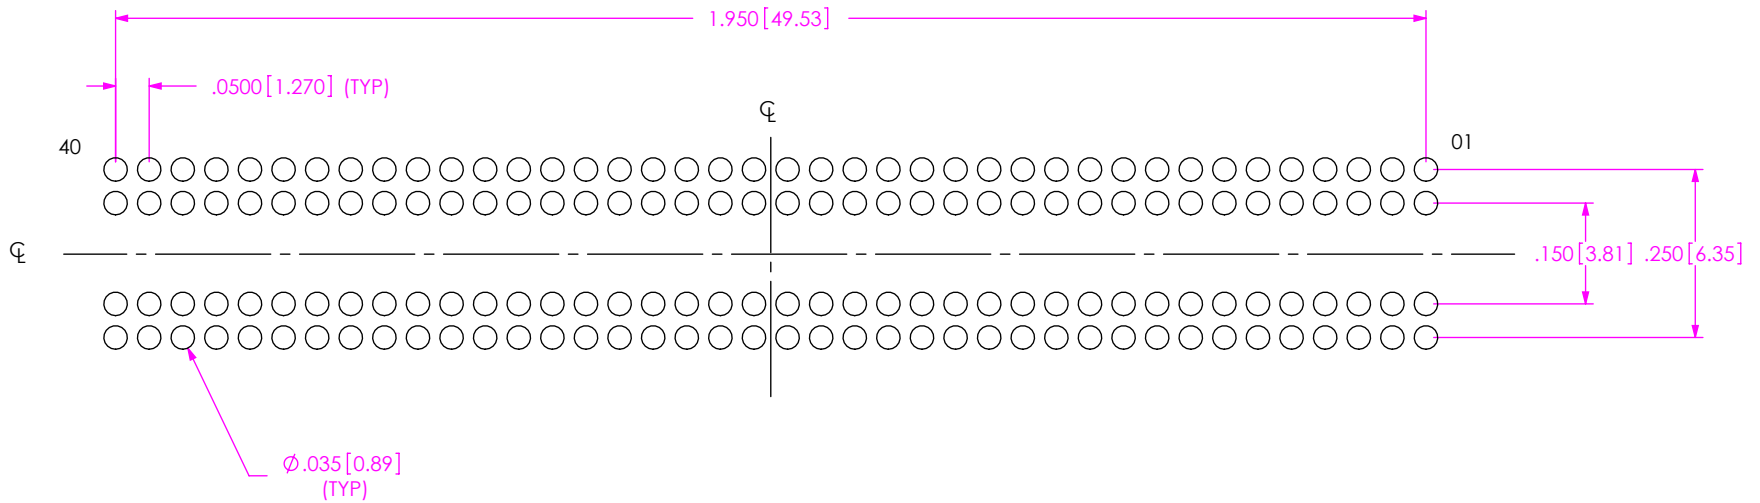 1.950[49.53]
.0500[1.270] (TYP)
℄
40
01
℄
.150[3.81]
.250[6.35]
Ø.035[0.89]
(TYP)